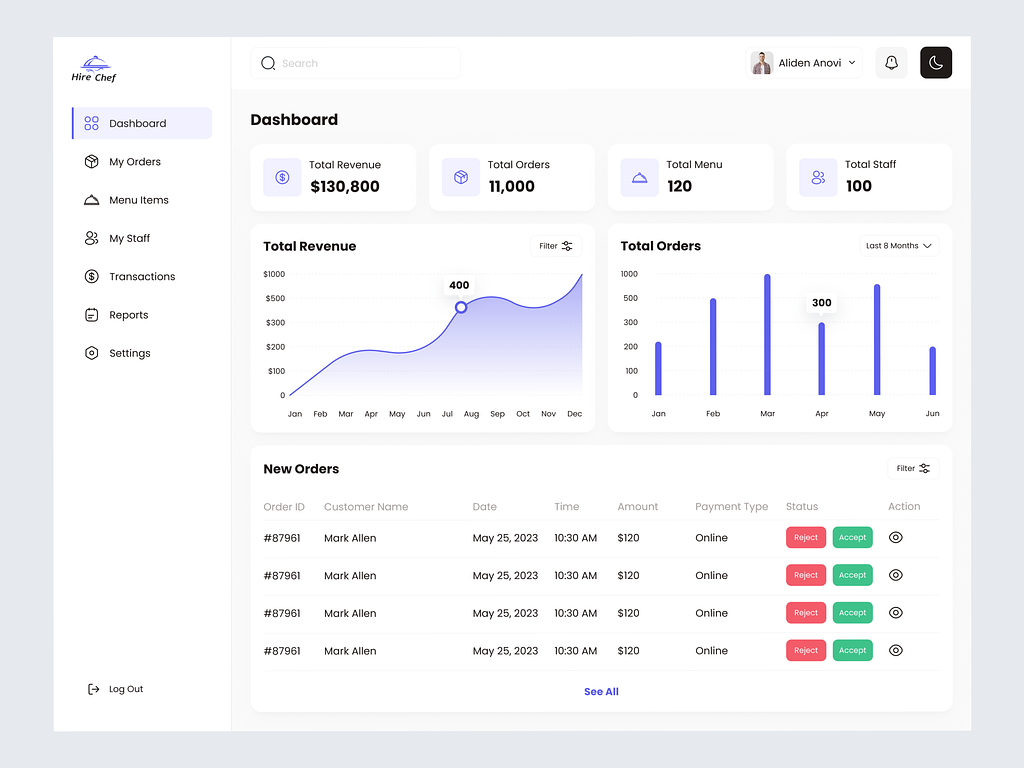 Hire Chef
Search
Aliden Anovi
Dashboard
My Orders
Menu Items
My Staff
Transactions
Reports
Settings
Log Out
Dashboard
Total Revenue
$130,800
Total Orders
11,000
Total Menu
120
Total Staff
100
Total Revenue
Filter
$1000
$500
$300
$200
$100
0
400
Jan Feb Mar Apr May Jun Jul Aug Sep Oct Nov Dec
Total Orders
Last 8 Months
1000
500
300
200
100
0
300
Jan Feb Mar Apr May Jun
New Orders
Filter
Order ID Customer Name Date Time Amount Payment Type Status Action
#87961 Mark Allen May 25, 2023 10:30 AM $120 Online Reject Accept
#87961 Mark Allen May 25, 2023 10:30 AM $120 Online Reject Accept
#87961 Mark Allen May 25, 2023 10:30 AM $120 Online Reject Accept
#87961 Mark Allen May 25, 2023 10:30 AM $120 Online Reject Accept
See All